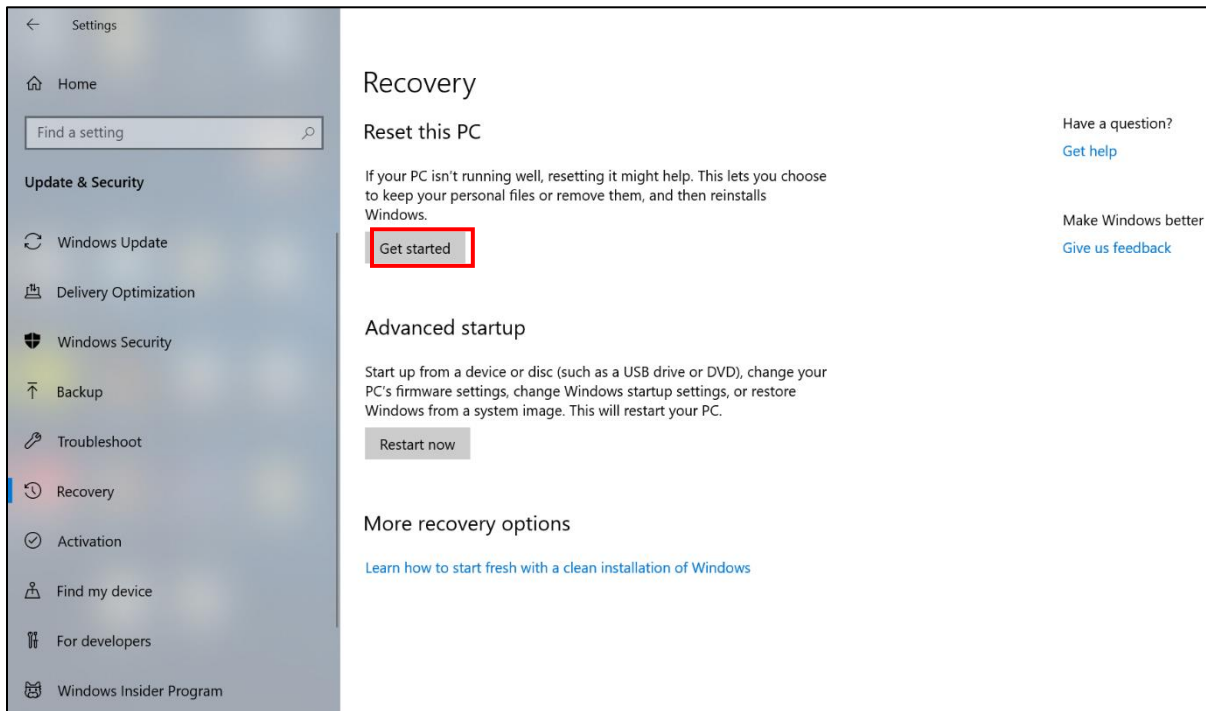 Settings
Home
Find a setting
Update & Security
Windows Update
Delivery Optimization
Windows Security
Backup
Troubleshoot
Recovery
Activation
Find my device
For developers
Windows Insider Program
Recovery
Reset this PC
If your PC isn't running well, resetting it might help. This lets you choose
to keep your personal files or remove them, and then reinstalls
Windows.
Get started
Advanced startup
Start up from a device or disc (such as a USB drive or DVD), change your
PC's firmware settings, change Windows startup settings, or restore
Windows from a system image. This will restart your PC.
Restart now
More recovery options
Learn how to start fresh with a clean installation of Windows
Have a question?
Get help
Make Windows better
Give us feedback